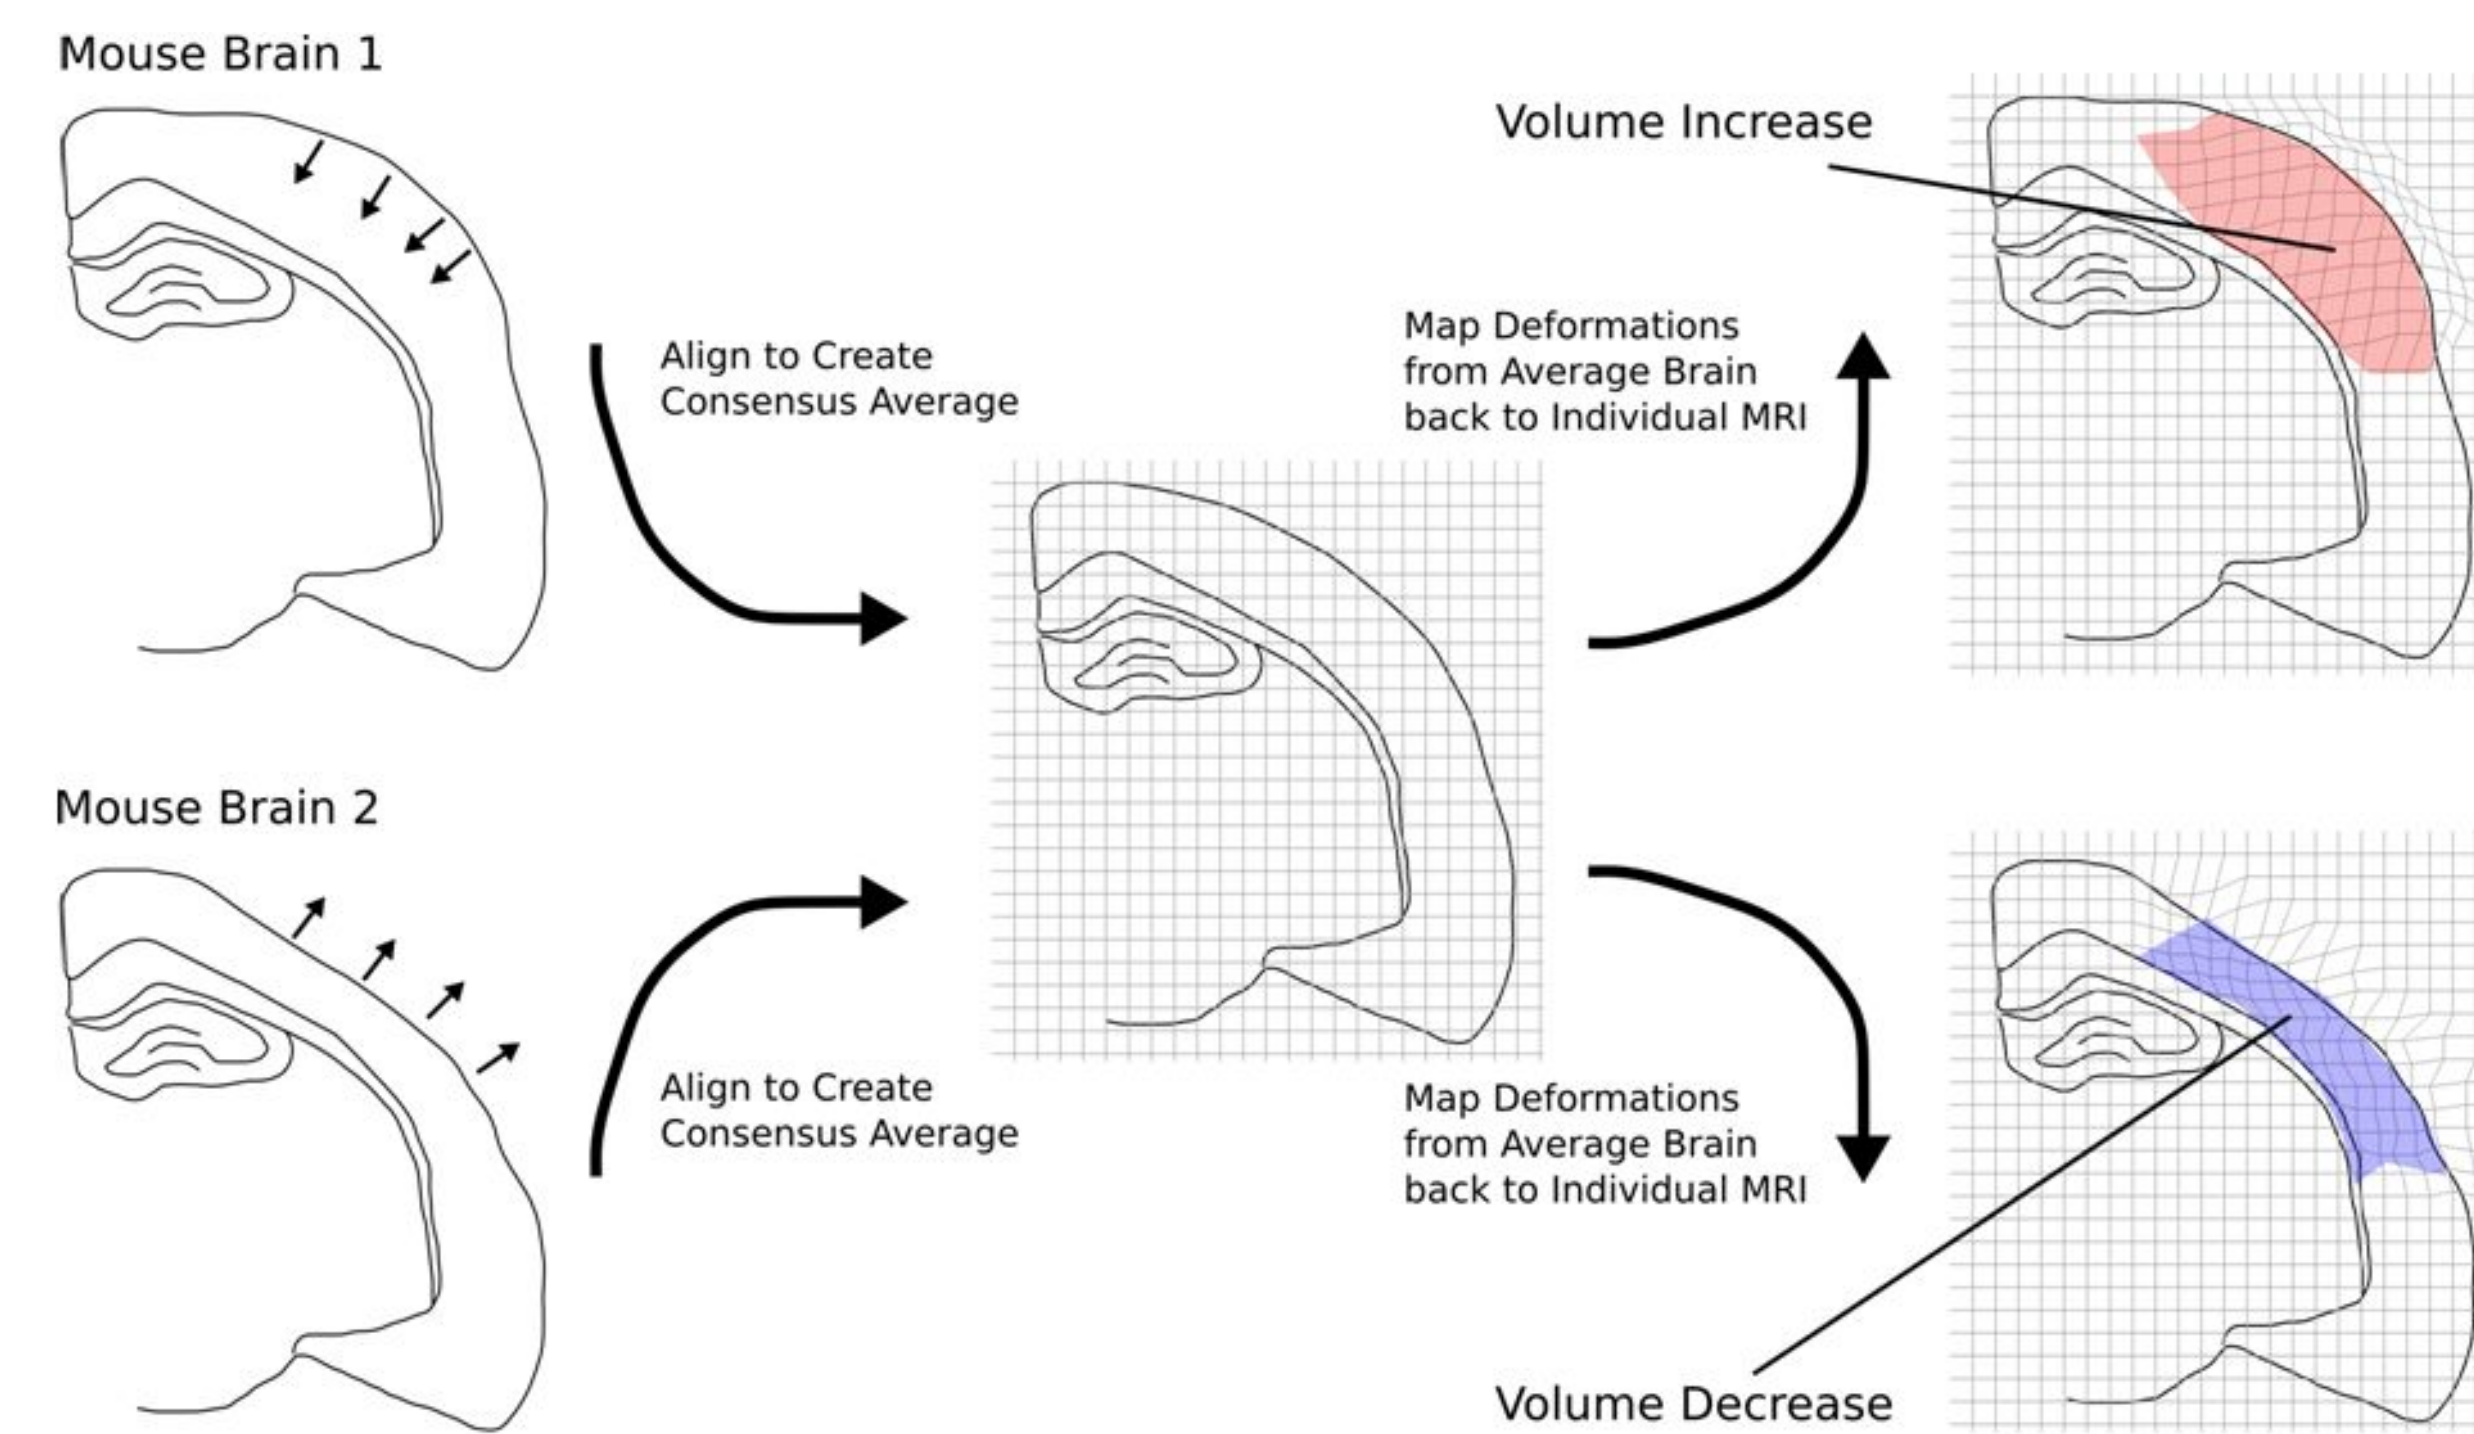 Mouse Brain 1
Volume Increase
Align to Create
Consensus Average
Map Deformations
from Average Brain
back to Individual MRI
Mouse Brain 2
Align to Create
Consensus Average
Map Deformations
from Average Brain
back to Individual MRI
Volume Decrease